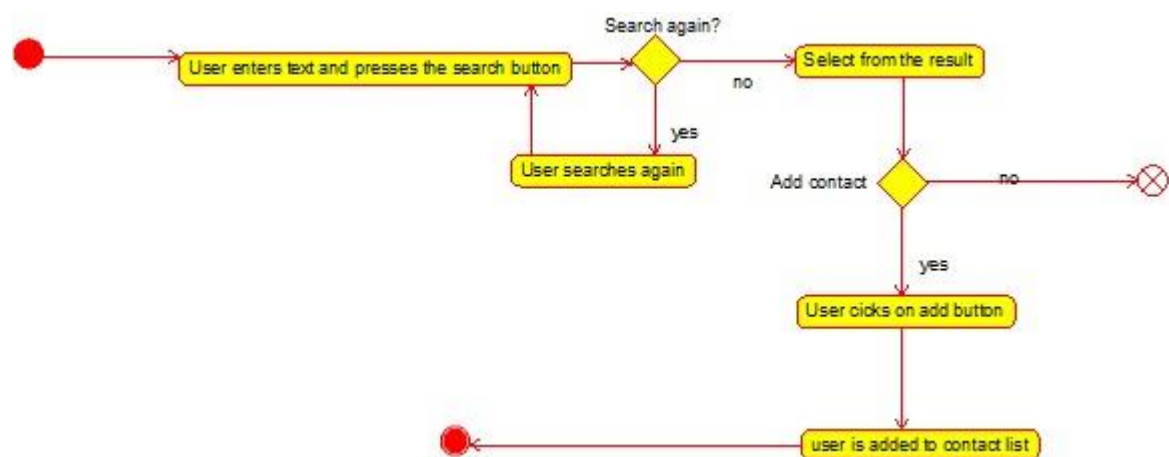 Search again?
User enters text and presses the search button
Select from the result
no
yes
User searches again
Add contact
no
yes
User cicks on add button
user is added to contact list